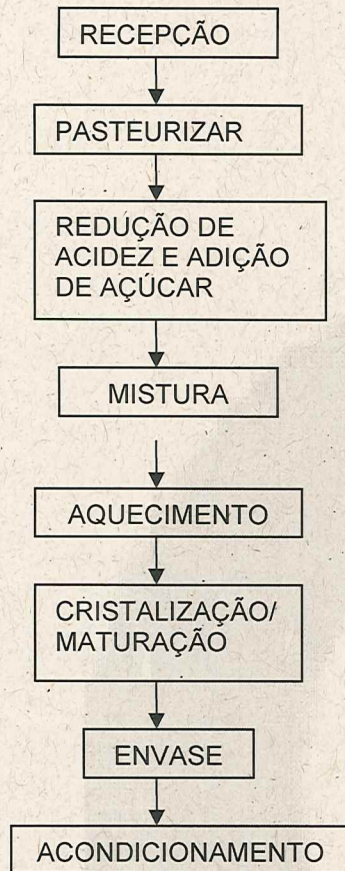 RECEPÇÃO
PASTEURIZAR
REDUÇÃO DE
ACIDEZ E ADIÇÃO
DE AÇÚCAR
MISTURA
AQUECIMENTO
CRISTALIZAÇÃO/
MATURAÇÃO
ENVASE
ACONDICIONAMENTO